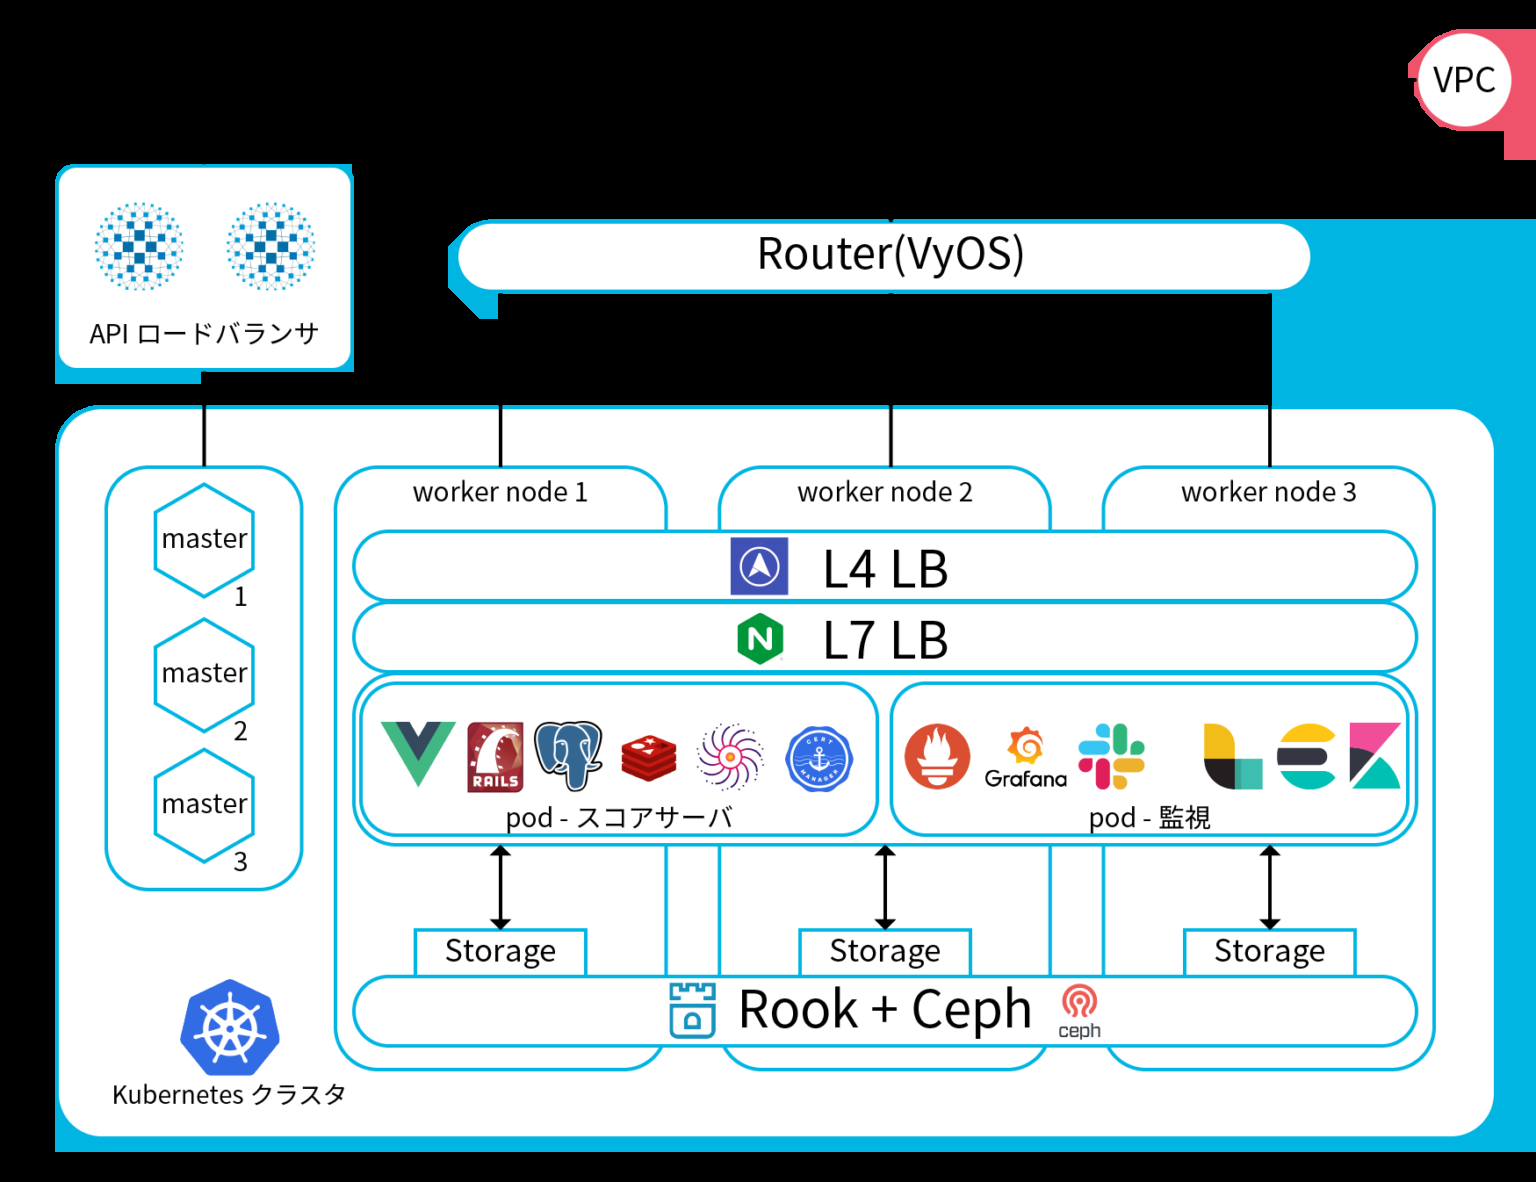 VPC
Router(VyOS)
API ロードバランサ
worker node 1
worker node 2
worker node 3
master
1
master
2
master
3
L4 LB
N
L7 LB
RAILS
CERT
MANAGER
Grafana
pod - スコアサーバ
pod - 監視
Storage
Storage
Storage
Rook + Ceph
ceph
Kubernetes クラスタ